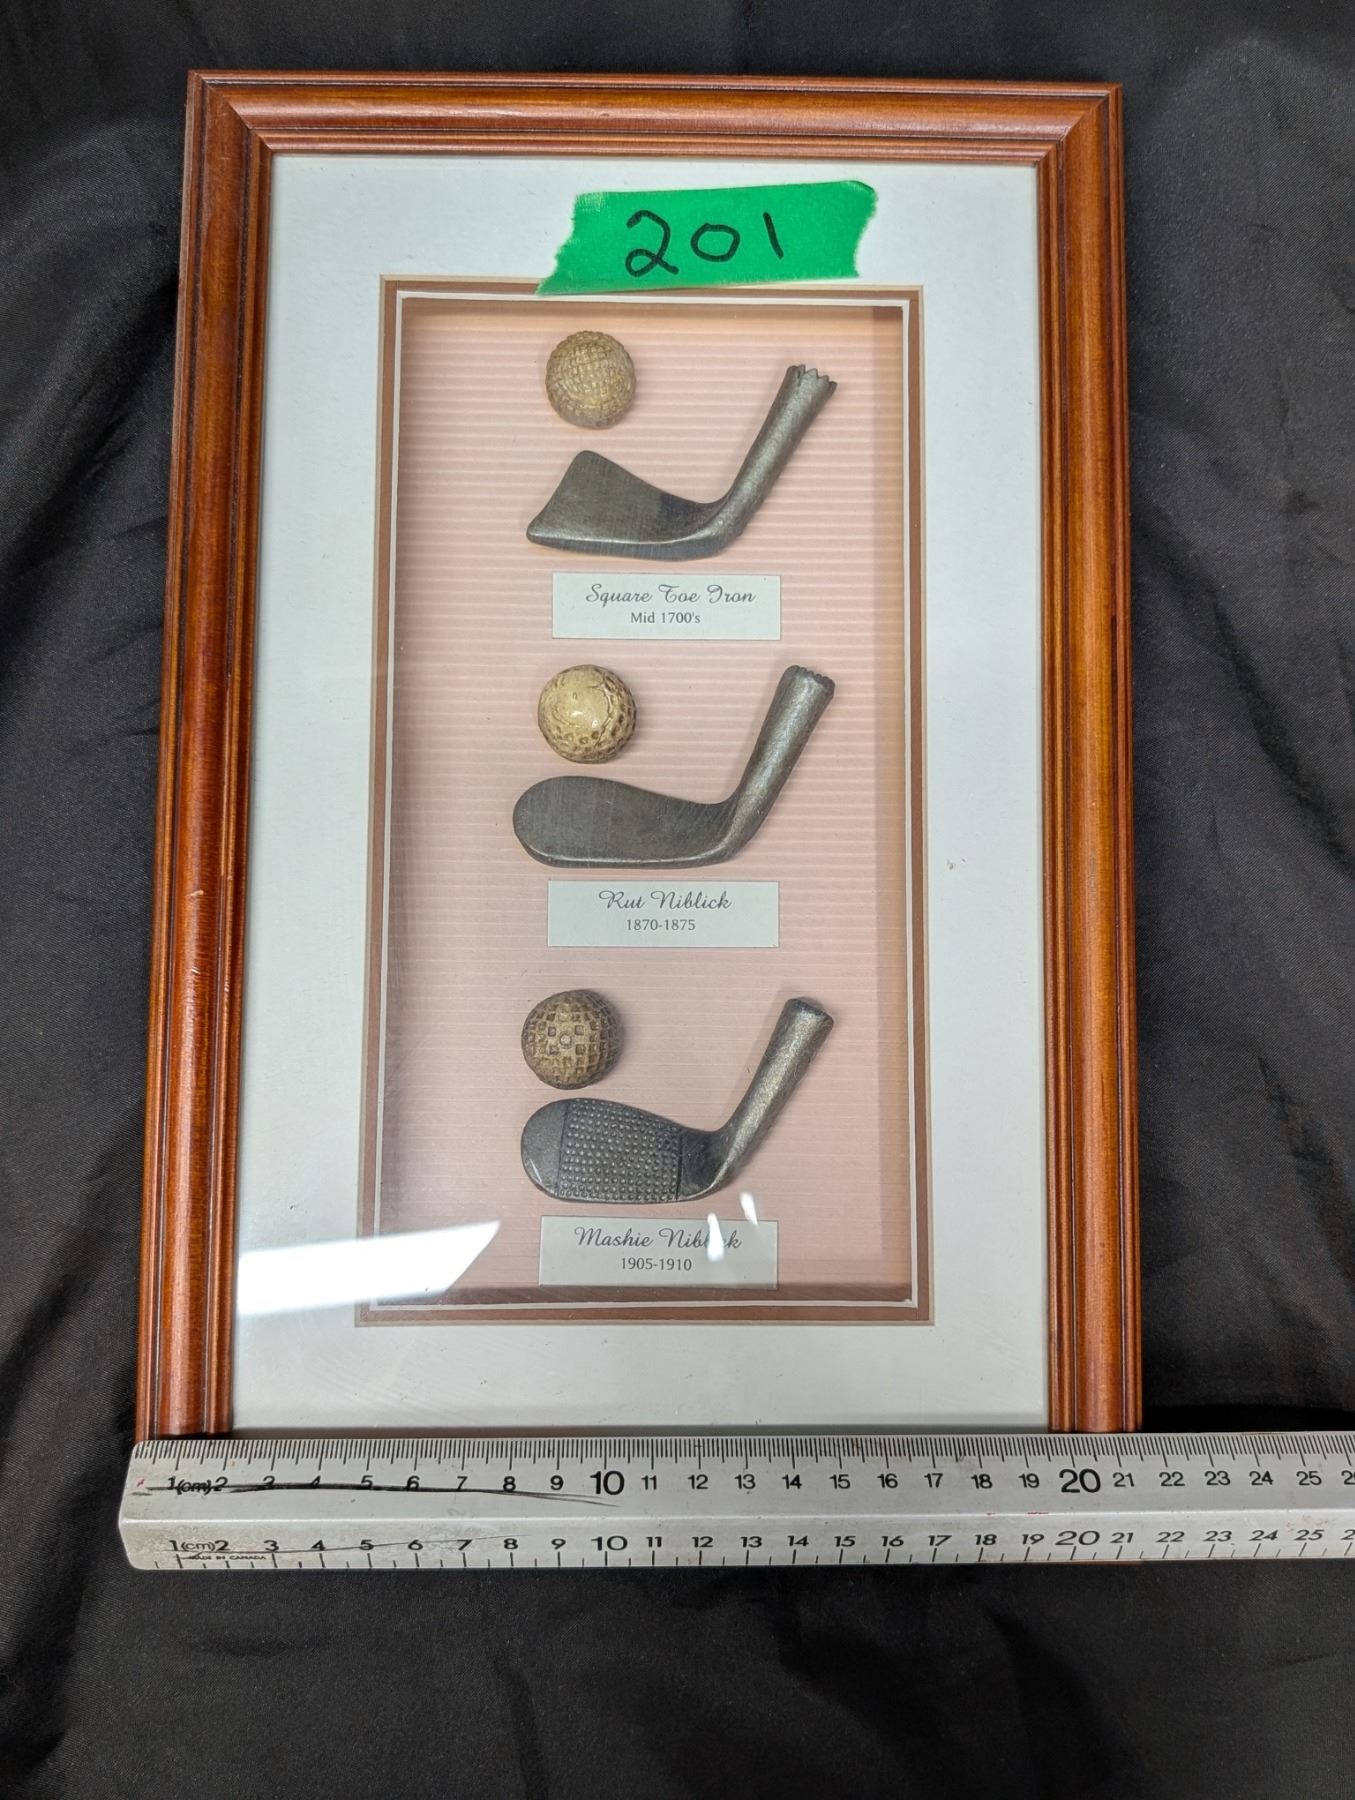 201
Square Toe Iron
Mid 1700's
Rut Niblick
1870-1875
Mashie Niblick
1905-1910
1(cm) 2 3 4 5 6 7 8 9 10 11 12 13 14 15 16 17 18 19 20 21 22 23 24 25
1(cm) 2 3 4 5 6 7 8 9 10 11 12 13 14 15 16 17 18 19 20 21 22 23 24 25
MADE IN CANADA